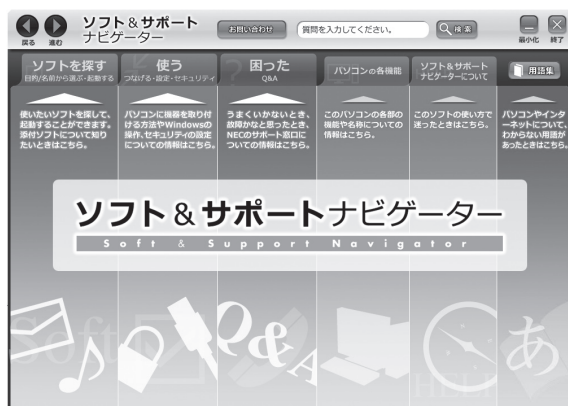 戻る
進む
ソフト&サポート
ナビゲーター
お問い合わせ
質問を入力してください。
検索
最小化
終了
ソフトを探す
目的/名前から選ぶ・起動する
使う
つなげる・設定・セキュリティ
困った
Q&A
パソコンの各機能
ソフト&サポート
ナビゲーターについて
用語集
使いたいソフトを探して、
起動することができます。
添付ソフトについて知り
たいときはこちら。
パソコンに機器を取り付
ける方法やWindowsの
操作、セキュリティの設定
についての情報はこちら。
うまくいかないとき、
故障かなと思ったとき、
NECのサポート窓口に
ついての情報はこちら。
このパソコンの各部の
機能や名称についての
情報はこちら。
このソフトの使い方で
迷ったときはこちら。
パソコンやインタ
ーネットについて、
わからない用語が
あったときはこちら。
ソフト&サポートナビゲーター
Soft & Support Navigator
Soft
Q&A
HELP
あ